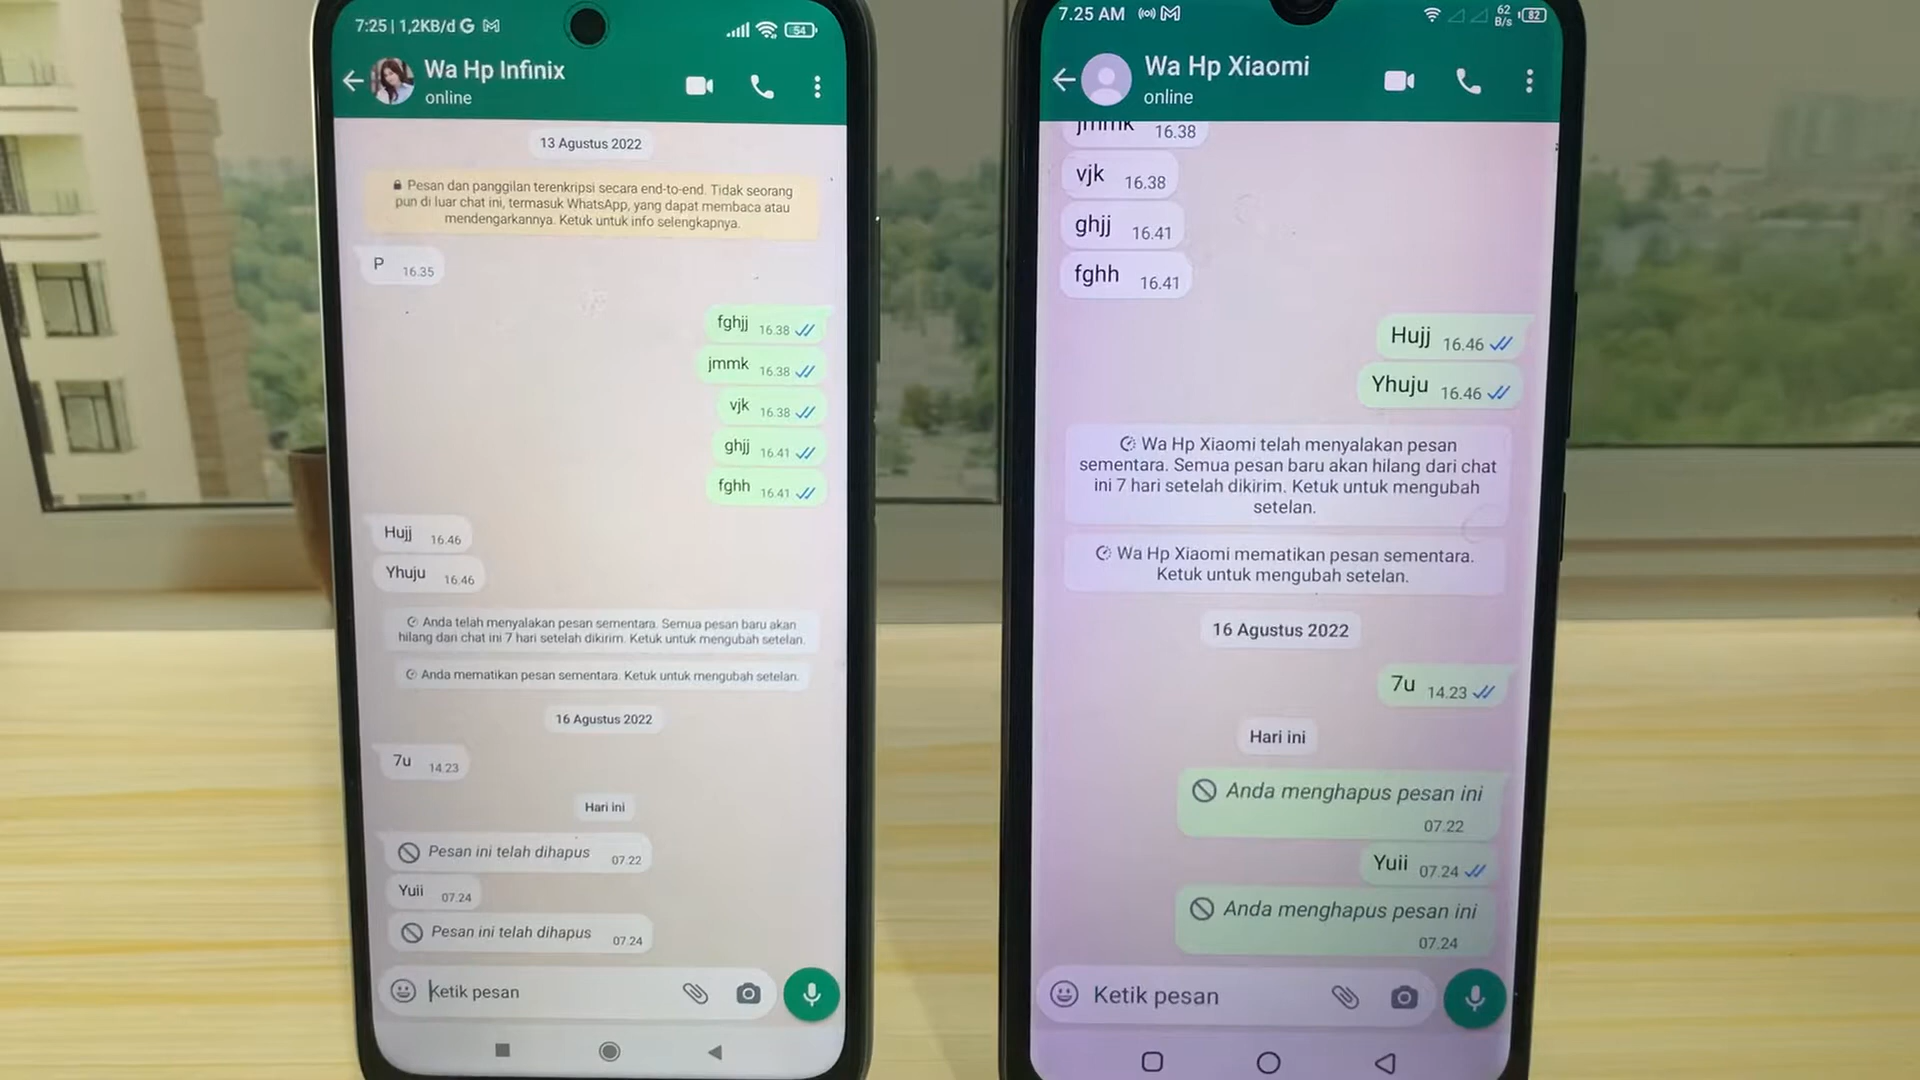 7:25 | 1,2KB/d G M
54
Wa Hp Infinix
online
13 Agustus 2022
Pesan dan panggilan terenkripsi secara end-to-end. Tidak seorang
pun di luar chat ini, termasuk WhatsApp, yang dapat membaca atau
mendengarkannya. Ketuk untuk info selengkapnya.
P 16.35
fghjj 16.38
jmmk 16.38
vjk 16.38
ghjj 16.41
fghh 16.41
Hujj 16.46
Yhuju 16.46
Anda telah menyalakan pesan sementara. Semua pesan baru akan
hilang dari chat ini 7 hari setelah dikirim. Ketuk untuk mengubah setelan.
Anda mematikan pesan sementara. Ketuk untuk mengubah setelan.
16 Agustus 2022
7u 14.23
Hari ini
Pesan ini telah dihapus 07.22
Yuii 07.24
Pesan ini telah dihapus 07.24
Ketik pesan
7.25 AM
62 B/s 82
Wa Hp Xiaomi
online
jmmk 16.38
vjk 16.38
ghjj 16.41
fghh 16.41
Hujj 16.46
Yhuju 16.46
Wa Hp Xiaomi telah menyalakan pesan
sementara. Semua pesan baru akan hilang dari chat
ini 7 hari setelah dikirim. Ketuk untuk mengubah
setelan.
Wa Hp Xiaomi mematikan pesan sementara.
Ketuk untuk mengubah setelan.
16 Agustus 2022
7u 14.23
Hari ini
Anda menghapus pesan ini
07.22
Yuii 07.24
Anda menghapus pesan ini
07.24
Ketik pesan